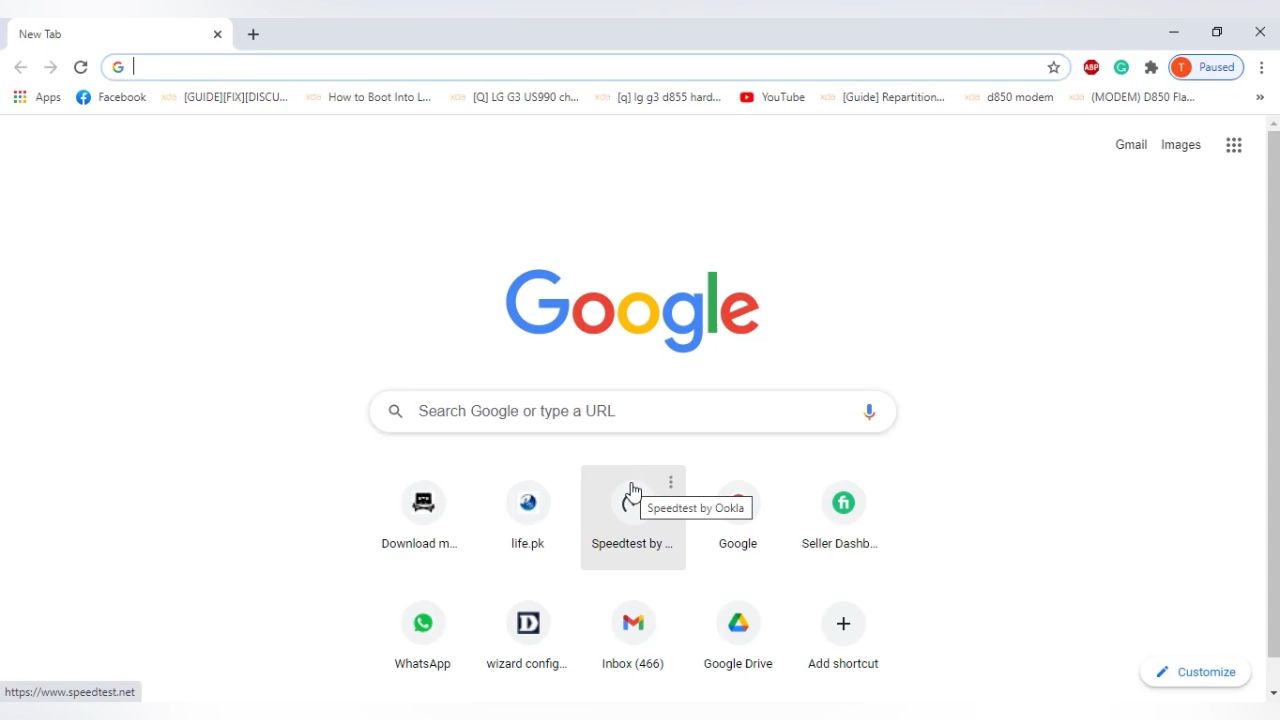 New Tab
T Paused
Apps Facebook [GUIDE][FIX][DISCU... How to Boot Into L... [Q] LG G3 US990 ch... [q] lg g3 d855 hard... YouTube [Guide] Repartition... d850 modem (MODEM) D850 Fla... »
Gmail Images
Google
Search Google or type a URL
Speedtest by Ookla
Download m... life.pk Speedtest by ... Google Seller Dashb...
WhatsApp wizard config... Inbox (466) Google Drive Add shortcut
Customize
https://www.speedtest.net